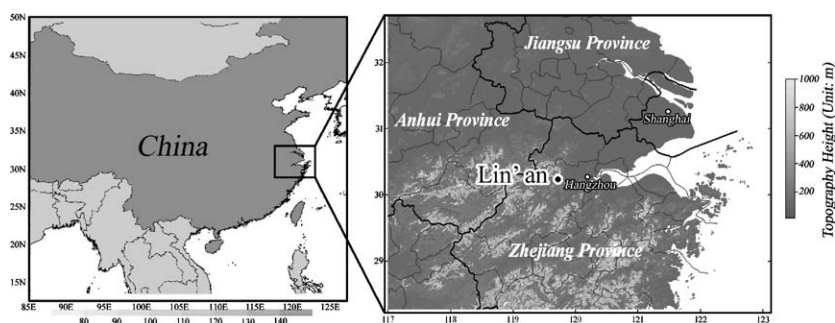 50N
45N
40N
35N
30N
25N
20N
15N
85E 90E 95E 100E 105E 110E 115E 120E 125E
80 90 100 110 120 130 140
China
32
31
30
29
117 118 119 120 121 122 123
Jiangsu Province
Shanghai
Anhui Province
Lin' an
Hangzhou
Zhejiang Province
1000
800
600
400
200
Topography Height (Unit: m)